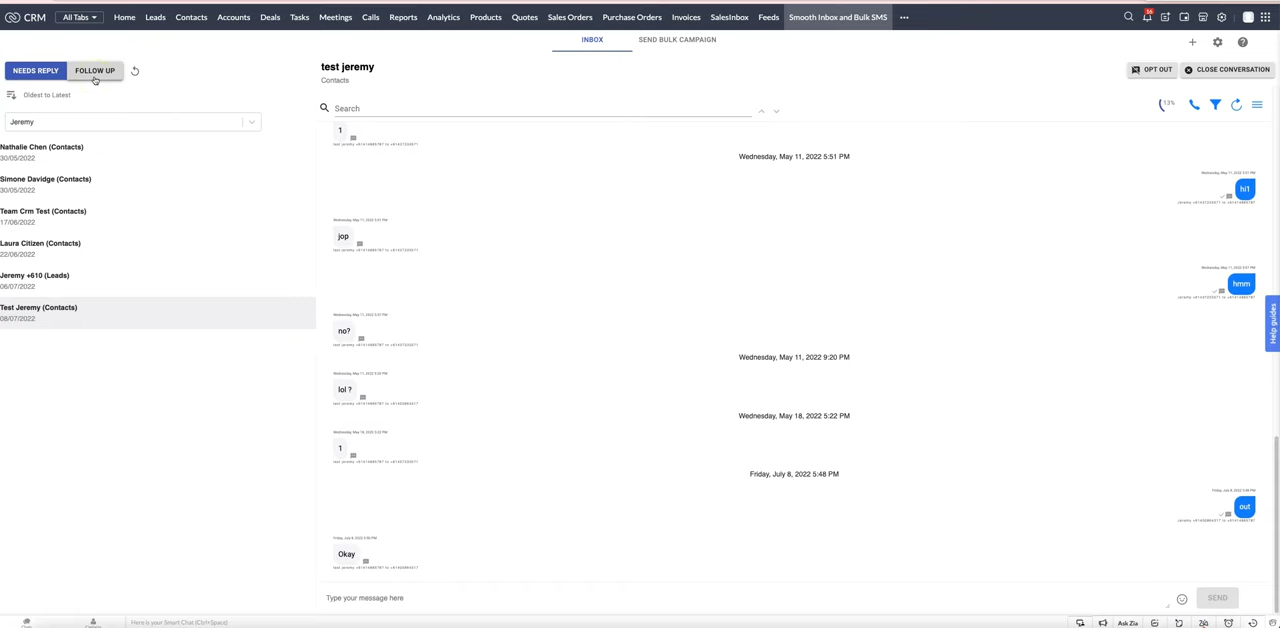 CRM All Tabs Home Leads Contacts Accounts Deals Tasks Meetings Calls Reports Analytics Products Quotes Sales Orders Purchase Orders Invoices SalesInbox Feeds Smooth Inbox and Bulk SMS ••• 16
INBOX SEND BULK CAMPAIGN
NEEDS REPLY FOLLOW UP
test jeremy
Contacts
OPT OUT CLOSE CONVERSATION
Oldest to Latest
Search
13%
Jeremy
Nathalie Chen (Contacts)
30/05/2022
Simone Davidge (Contacts)
30/05/2022
Team Crm Test (Contacts)
17/06/2022
Laura Citizen (Contacts)
22/06/2022
Jeremy +610 (Leads)
06/07/2022
Test Jeremy (Contacts)
08/07/2022
1
Wednesday, May 11, 2022 5:51 PM
hi1
jop
hmm
no?
Wednesday, May 11, 2022 9:20 PM
lol ?
Wednesday, May 18, 2022 5:22 PM
1
Friday, July 8, 2022 5:48 PM
out
Okay
Type your message here
SEND
Help guides
Here is your Smart Chat (Ctrl+Space)
Ask Zia